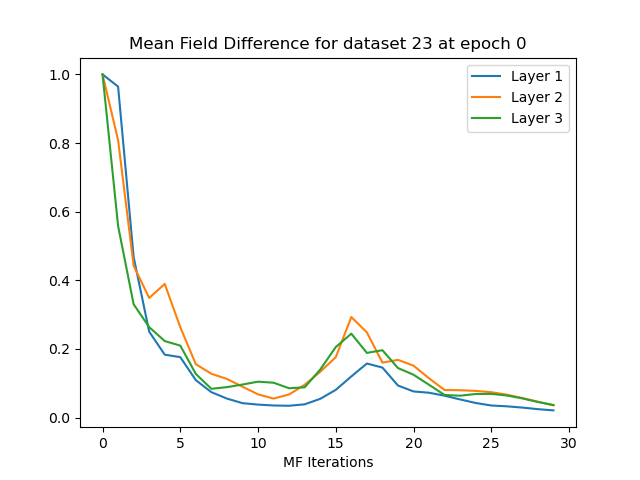 Mean Field Difference for dataset 23 at epoch 0
Layer 1
Layer 2
Layer 3
1.0
0.8
0.6
0.4
0.2
0.0
0 5 10 15 20 25 30
MF Iterations